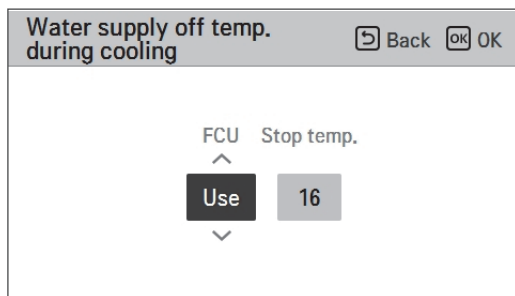 Water supply off temp.
during cooling
Back OK OK
FCU Stop temp.
Use 16